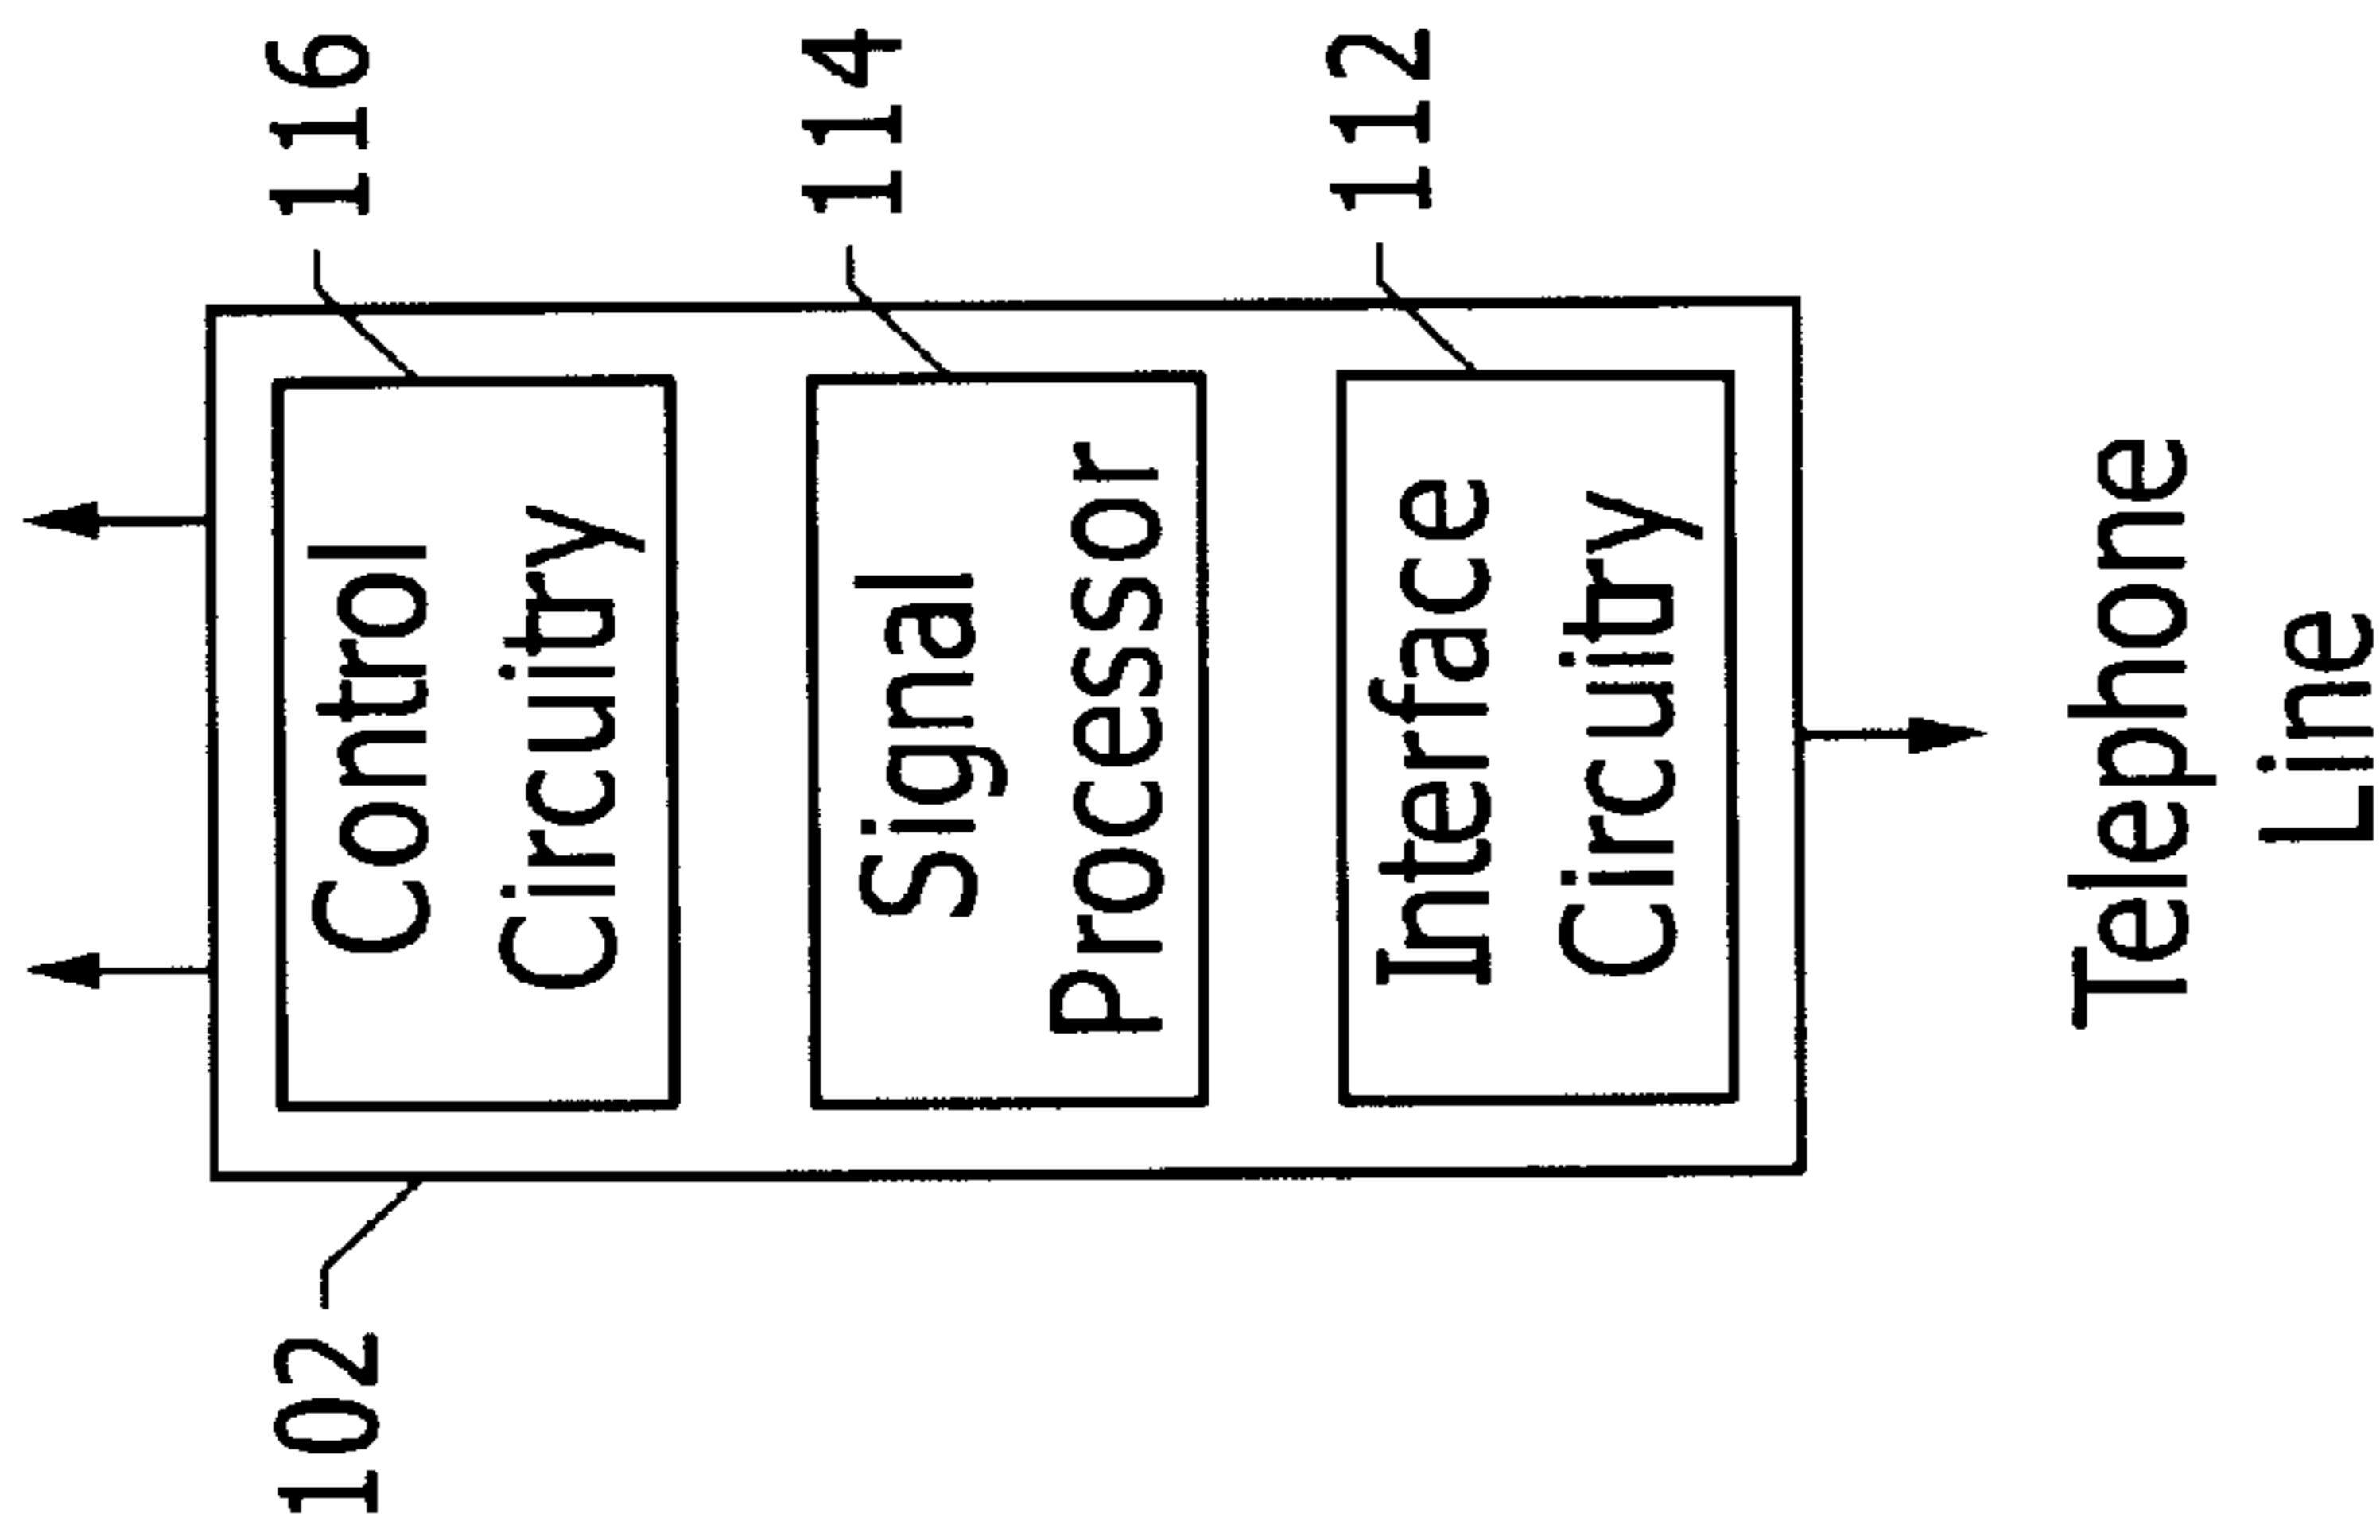 116
Control
Circuitry
114
Signal
Processor
112
Interface
Circuitry
102
Telephone
Line